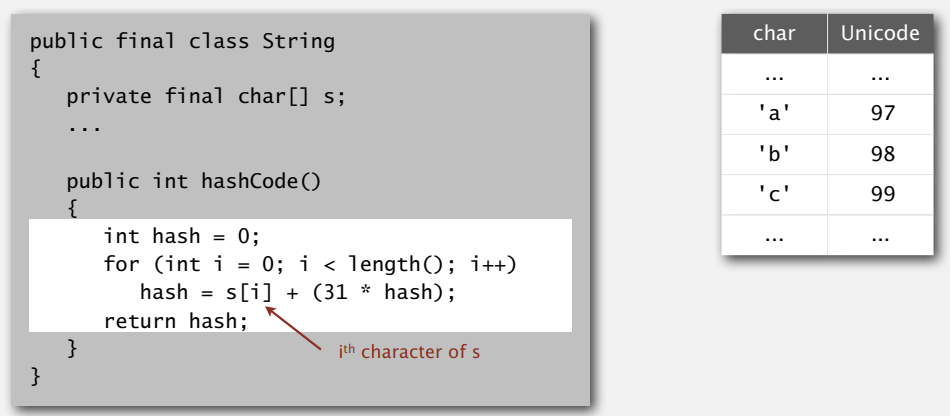 public final class String
{
private final char[] s;
...
public int hashCode()
{
int hash = 0;
for (int i = 0; i < length(); i++)
hash = s[i] + (31 * hash);
return hash;
}
}
ith character of s
char Unicode
... ...
'a' 97
'b' 98
'c' 99
... ...